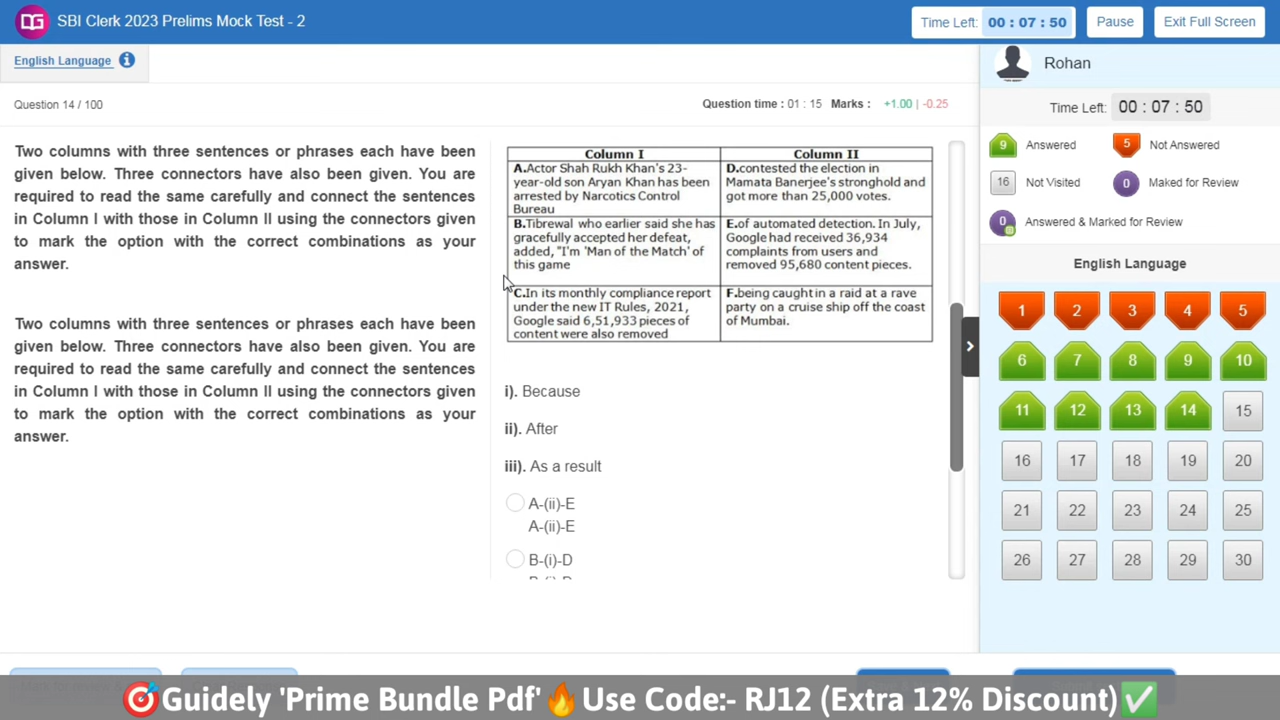 SBI Clerk 2023 Prelims Mock Test - 2
Time Left: 00 : 07 : 50
Pause
Exit Full Screen
English Language
Question 14 / 100
Question time : 01 : 15 Marks : +1.00 | -0.25
Two columns with three sentences or phrases each have been
given below. Three connectors have also been given. You are
required to read the same carefully and connect the sentences
in Column I with those in Column II using the connectors given
to mark the option with the correct combinations as your
answer.
Two columns with three sentences or phrases each have been
given below. Three connectors have also been given. You are
required to read the same carefully and connect the sentences
in Column I with those in Column II using the connectors given
to mark the option with the correct combinations as your
answer.
Column I
Column II
A.Actor Shah Rukh Khan's 23-
year-old son Aryan Khan has been
arrested by Narcotics Control
Bureau
D.contested the election in
Mamata Banerjee's stronghold and
got more than 25,000 votes.
B.Tibrewal who earlier said she has
gracefully accepted her defeat,
added, "I'm 'Man of the Match' of
this game
E.of automated detection. In July,
Google had received 36,934
complaints from users and
removed 95,680 content pieces.
C.In its monthly compliance report
under the new IT Rules, 2021,
Google said 6,51,933 pieces of
content were also removed
F.being caught in a raid at a rave
party on a cruise ship off the coast
of Mumbai.
i). Because
ii). After
iii). As a result
A-(ii)-E
A-(ii)-E
B-(i)-D
Rohan
Time Left: 00 : 07 : 50
9 Answered
5 Not Answered
16 Not Visited
0 Maked for Review
0 Answered & Marked for Review
English Language
1 2 3 4 5
6 7 8 9 10
11 12 13 14 15
16 17 18 19 20
21 22 23 24 25
26 27 28 29 30
🎯Guidely 'Prime Bundle Pdf'🔥Use Code:- RJ12 (Extra 12% Discount)✅